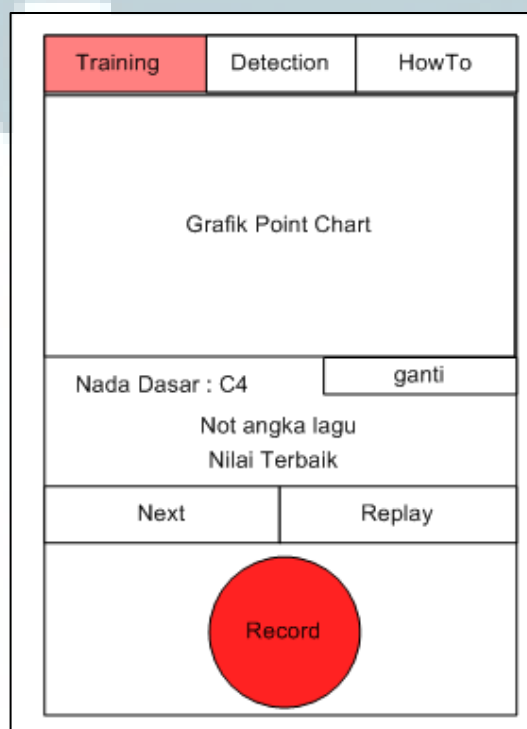 Training Detection HowTo
Grafik Point Chart
Nada Dasar : C4 ganti
Not angka lagu
Nilai Terbaik
Next Replay
Record